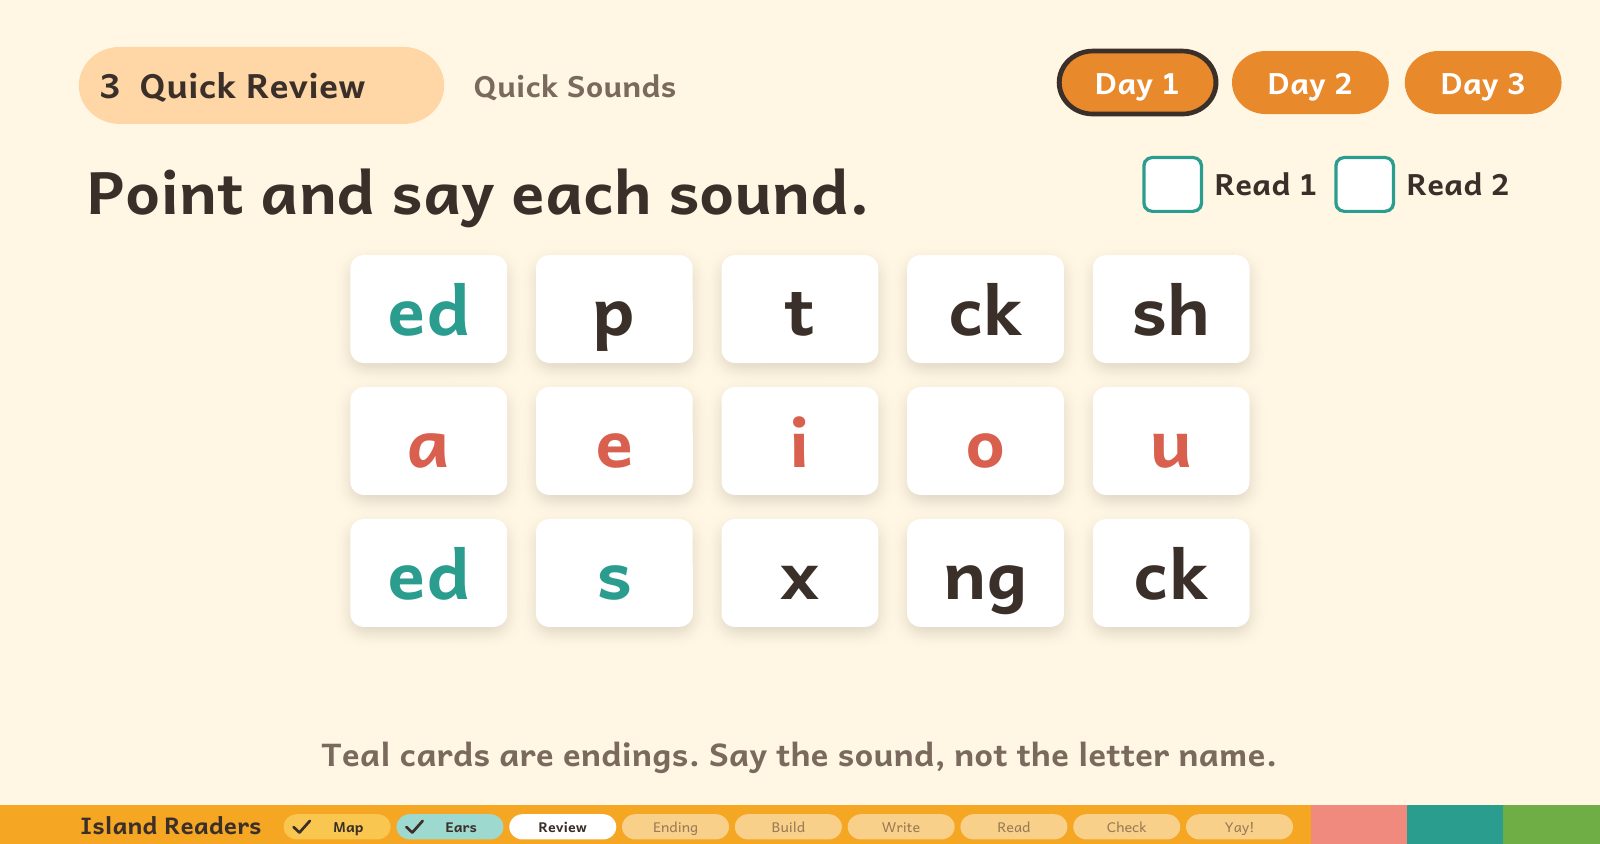 3 Quick Review
Quick Sounds
Day 1
Day 2
Day 3
Point and say each sound.
Read 1
Read 2
ed p t ck sh
a e i o u
ed s x ng ck
Teal cards are endings. Say the sound, not the letter name.
Island Readers
Map
Ears
Review
Ending
Build
Write
Read
Check
Yay!